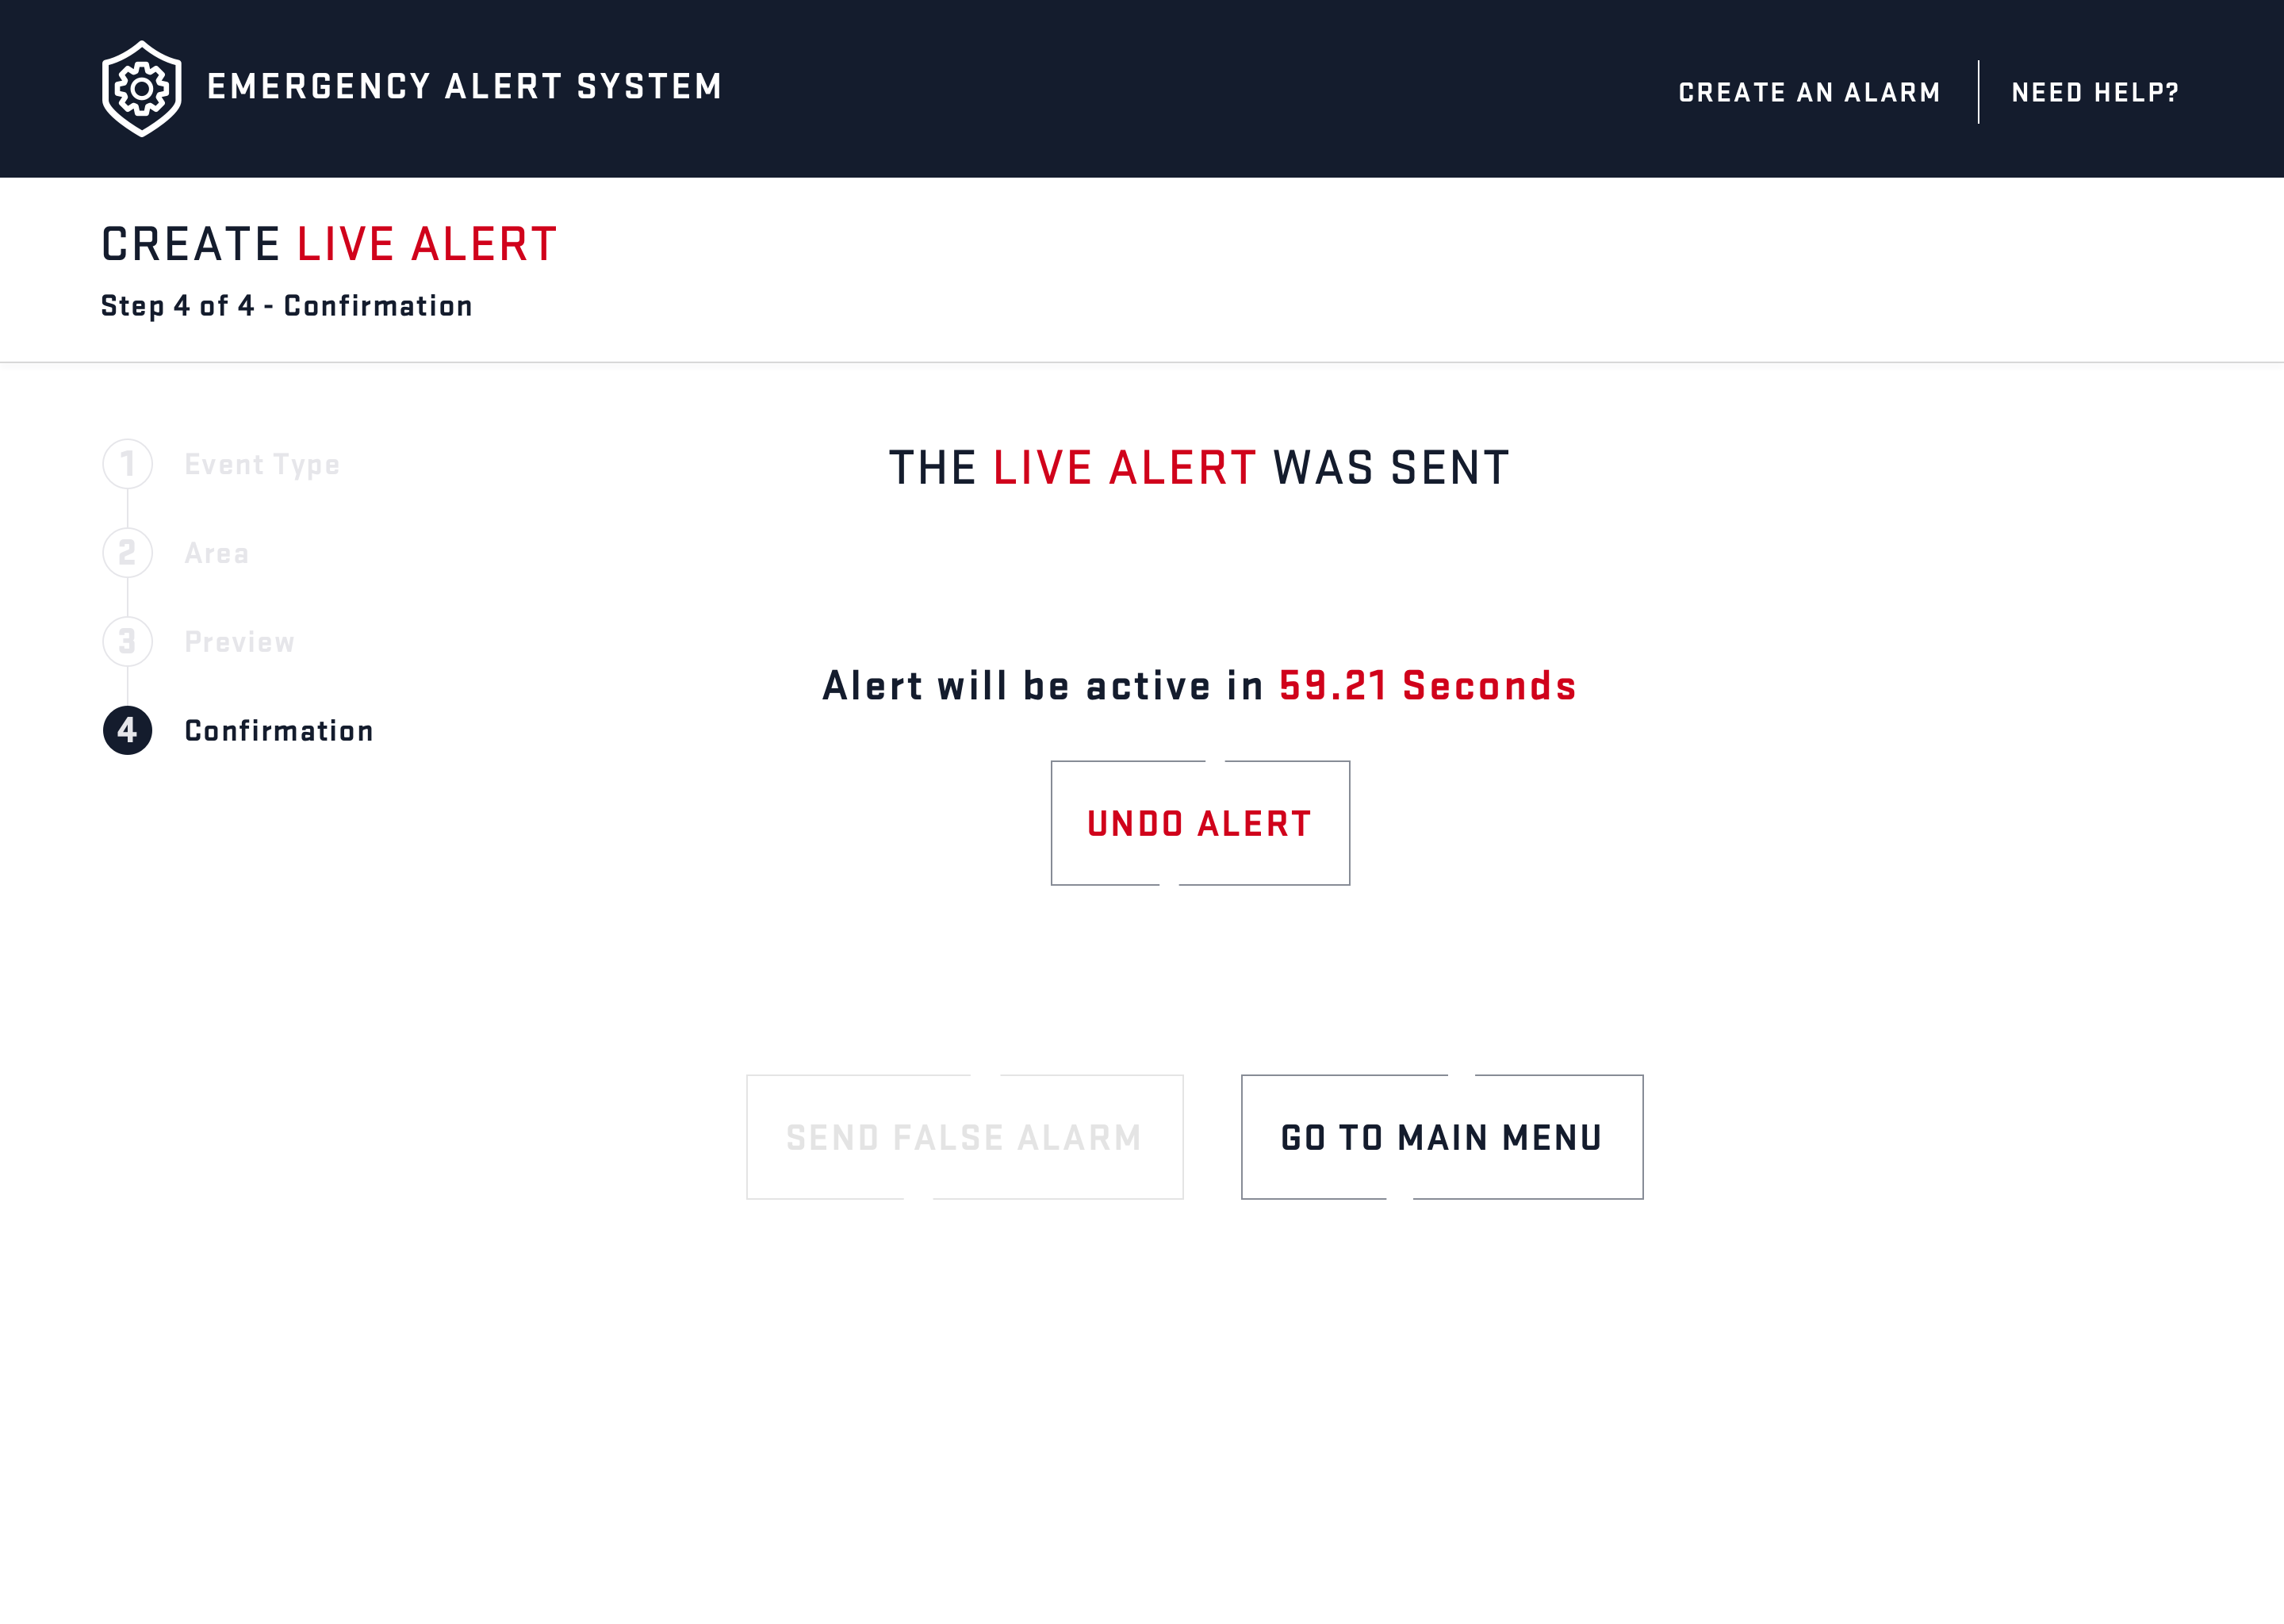 EMERGENCY ALERT SYSTEM
CREATE AN ALARM
NEED HELP?
CREATE LIVE ALERT
Step 4 of 4 - Confirmation
1 Event Type
2 Area
3 Preview
4 Confirmation
THE LIVE ALERT WAS SENT
Alert will be active in 59.21 Seconds
UNDO ALERT
SEND FALSE ALARM
GO TO MAIN MENU